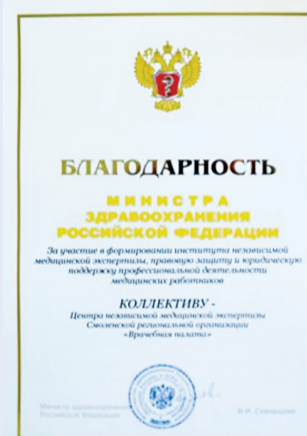 БЛАГОДАРНОСТЬ
МИНИСТРА
ЗДРАВООХРАНЕНИЯ
РОССИЙСКОЙ ФЕДЕРАЦИИ
За участие в формировании института независимой
медицинской экспертизы, правовую защиту и юридическую
поддержку профессиональной деятельности
медицинских работников
КОЛЛЕКТИВУ -
Центра независимой медицинской экспертизы
Смоленской региональной организации
«Врачебная палата»
Министр здравоохранения
Российской Федерации
В.И. Скворцова